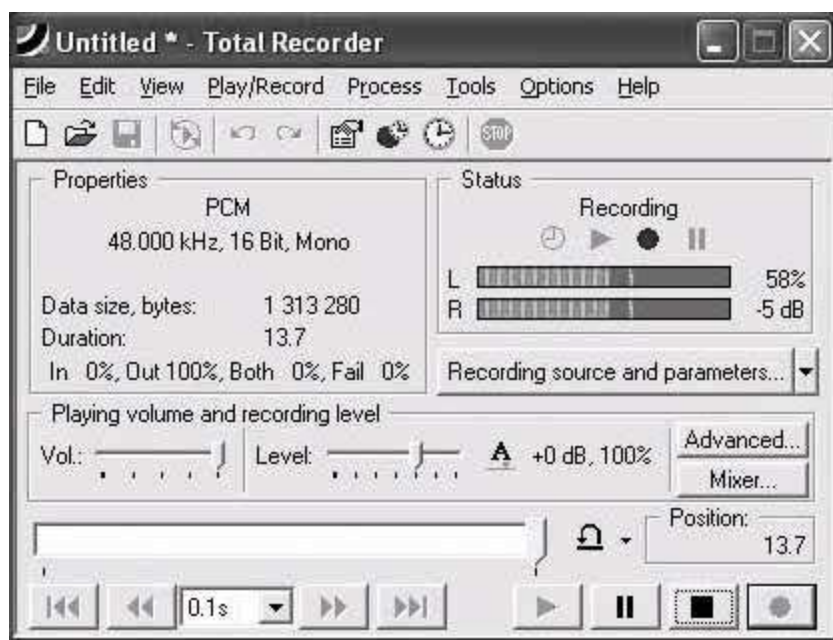 Untitled * - Total Recorder
File Edit View Play/Record Process Tools Options Help
STOP
Properties
PCM
48.000 kHz, 16 Bit, Mono
Data size, bytes: 1 313 280
Duration: 13.7
In 0%, Out 100%, Both 0%, Fail 0%
Status
Recording
L 58%
R -5 dB
Recording source and parameters...
Playing volume and recording level
Vol.: Level: A +0 dB, 100%
Advanced...
Mixer...
Position:
13.7
0.1s